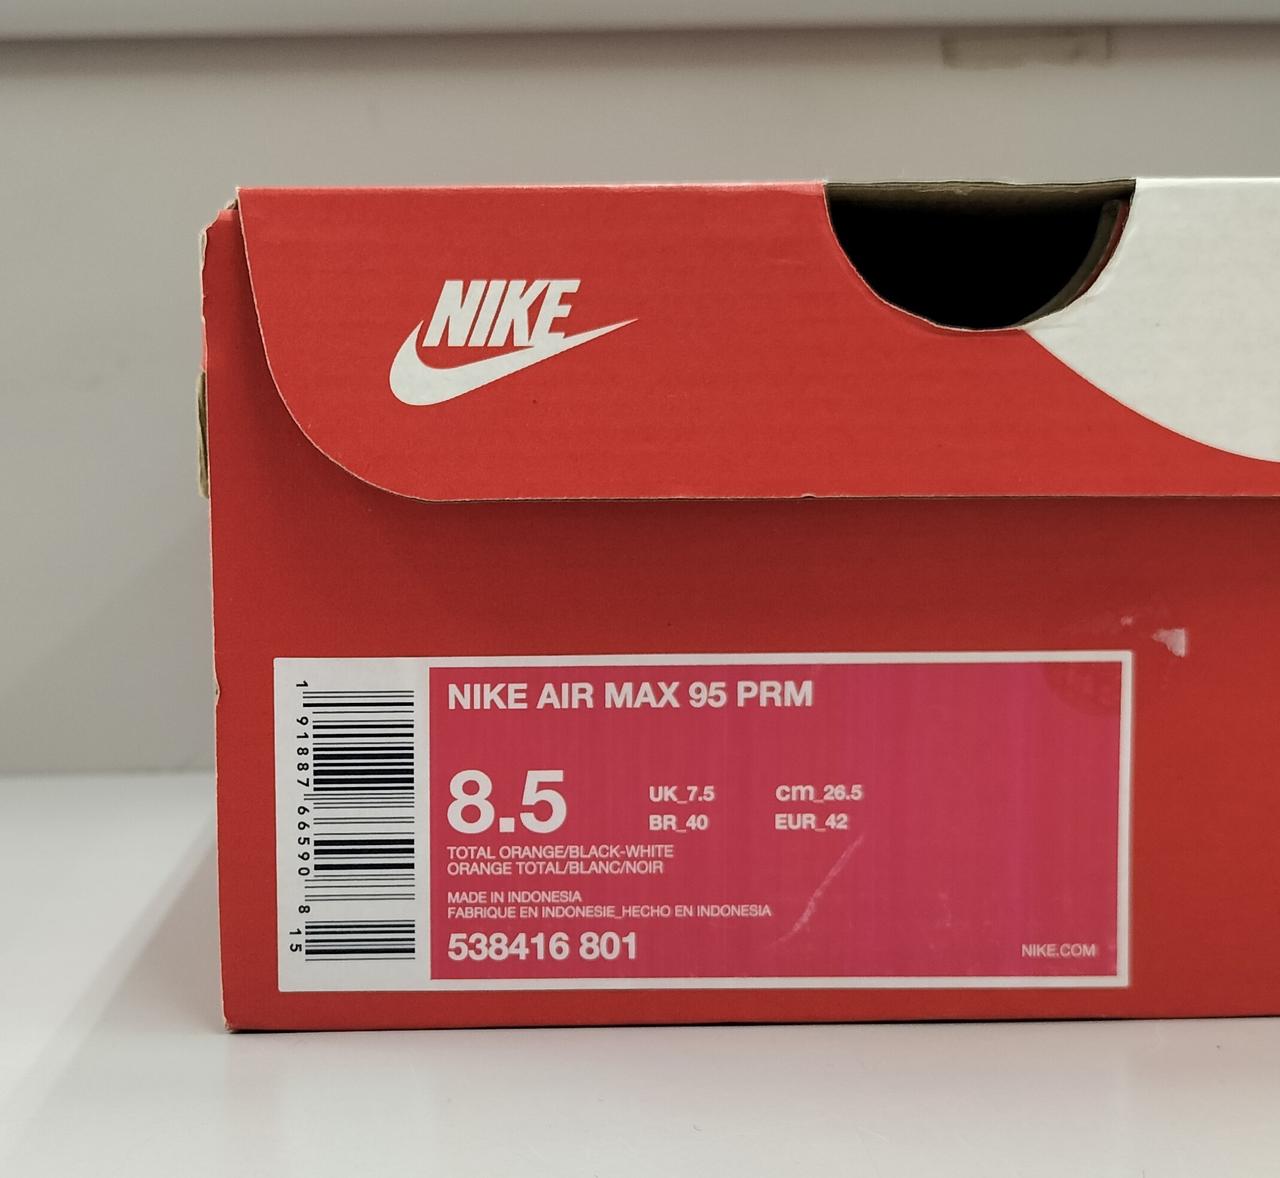 NIKE
NIKE AIR MAX 95 PRM
8.5
UK_7.5 cm_26.5
BR_40 EUR_42
TOTAL ORANGE/BLACK-WHITE
ORANGE TOTAL/BLANC/NOIR
MADE IN INDONESIA
FABRIQUE EN INDONESIE_HECHO EN INDONESIA
538416 801
NIKE.COM
1 91887 66590 8 15